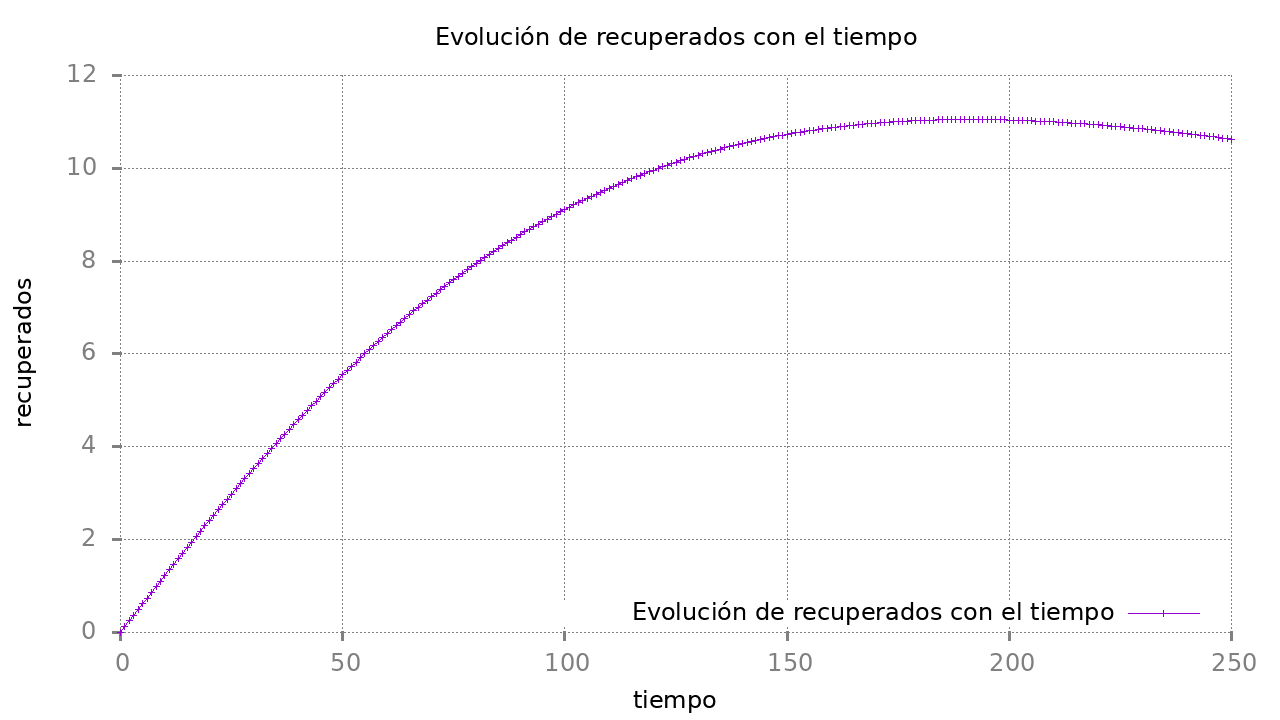 Evolución de recuperados con el tiempo
12
10
8
6
4
2
0
recuperados
Evolución de recuperados con el tiempo
0 50 100 150 200 250
tiempo